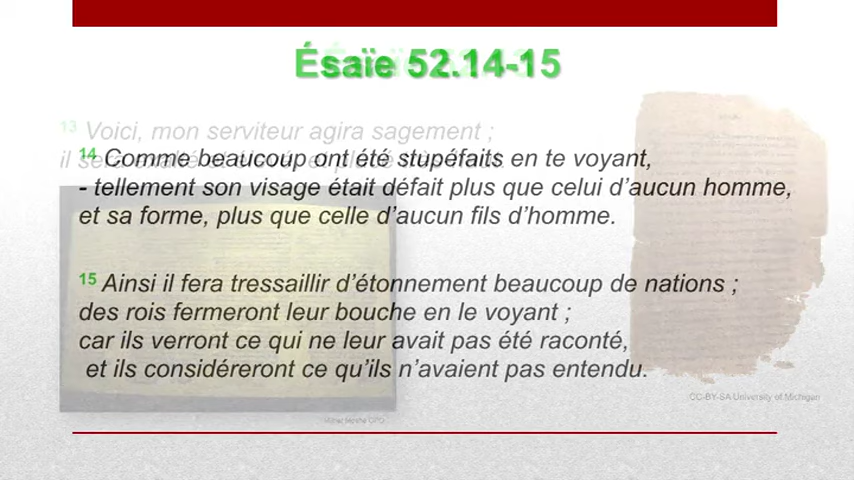 Ésaïe 52.14-15
13 Voici, mon serviteur agira sagement ;
14 Comme beaucoup ont été stupéfaits en te voyant,
- tellement son visage était défait plus que celui d’aucun homme,
et sa forme, plus que celle d’aucun fils d’homme.
15 Ainsi il fera tressaillir d’étonnement beaucoup de nations ;
des rois fermeront leur bouche en le voyant ;
car ils verront ce qui ne leur avait pas été raconté,
et ils considéreront ce qu’ils n’avaient pas entendu.
CC-BY-SA University of Michigan